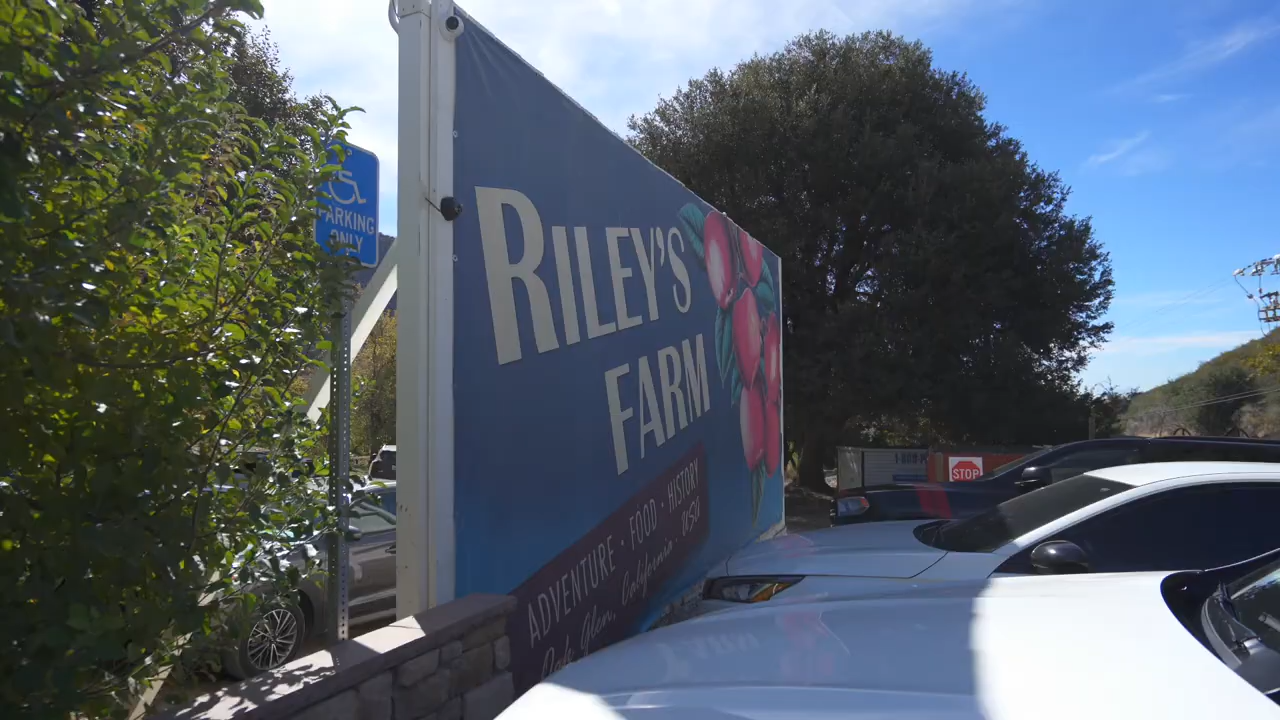 PARKING
ONLY
RILEY'S
FARM
ADVENTURE · FOOD · HISTORY
Oak Glen, California. USA
STOP